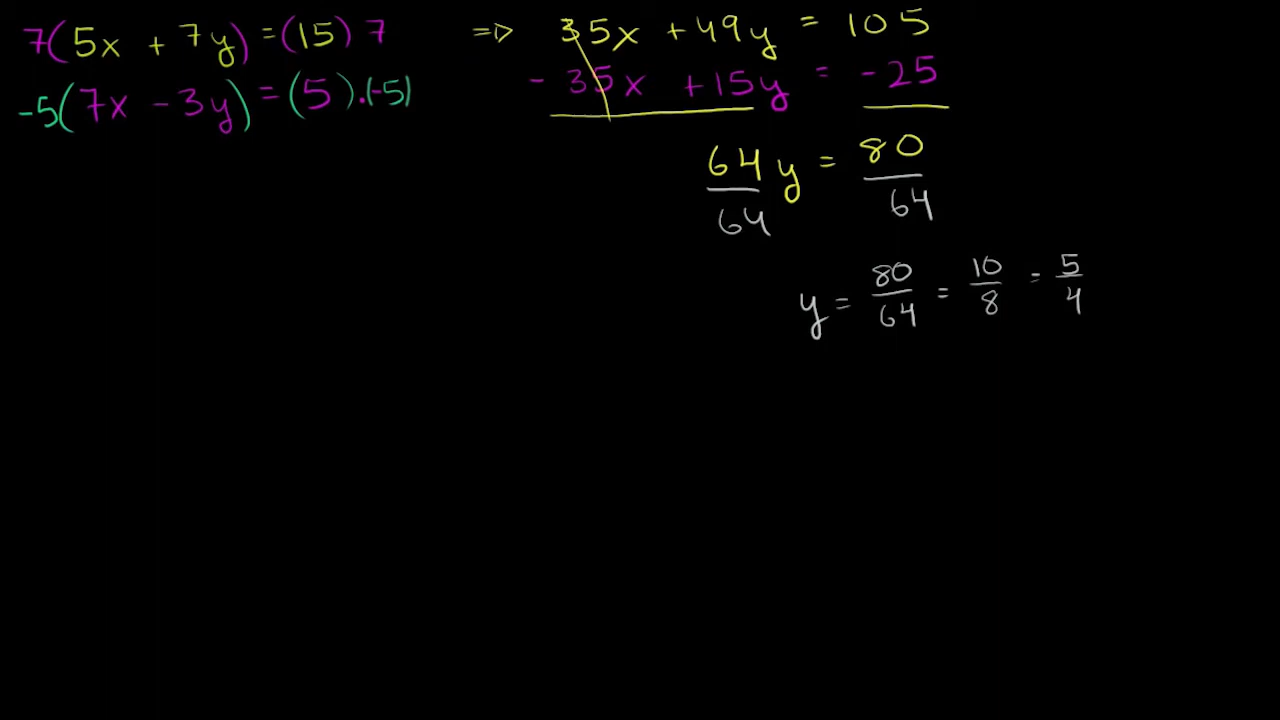 7(5x + 7y) = (15) 7 => 35x + 49y = 105
-5(7x - 3y) = (5).(-5) - 35x + 15y = -25
64y = 80
64 64
y = 80/64 = 10/8 = 5/4